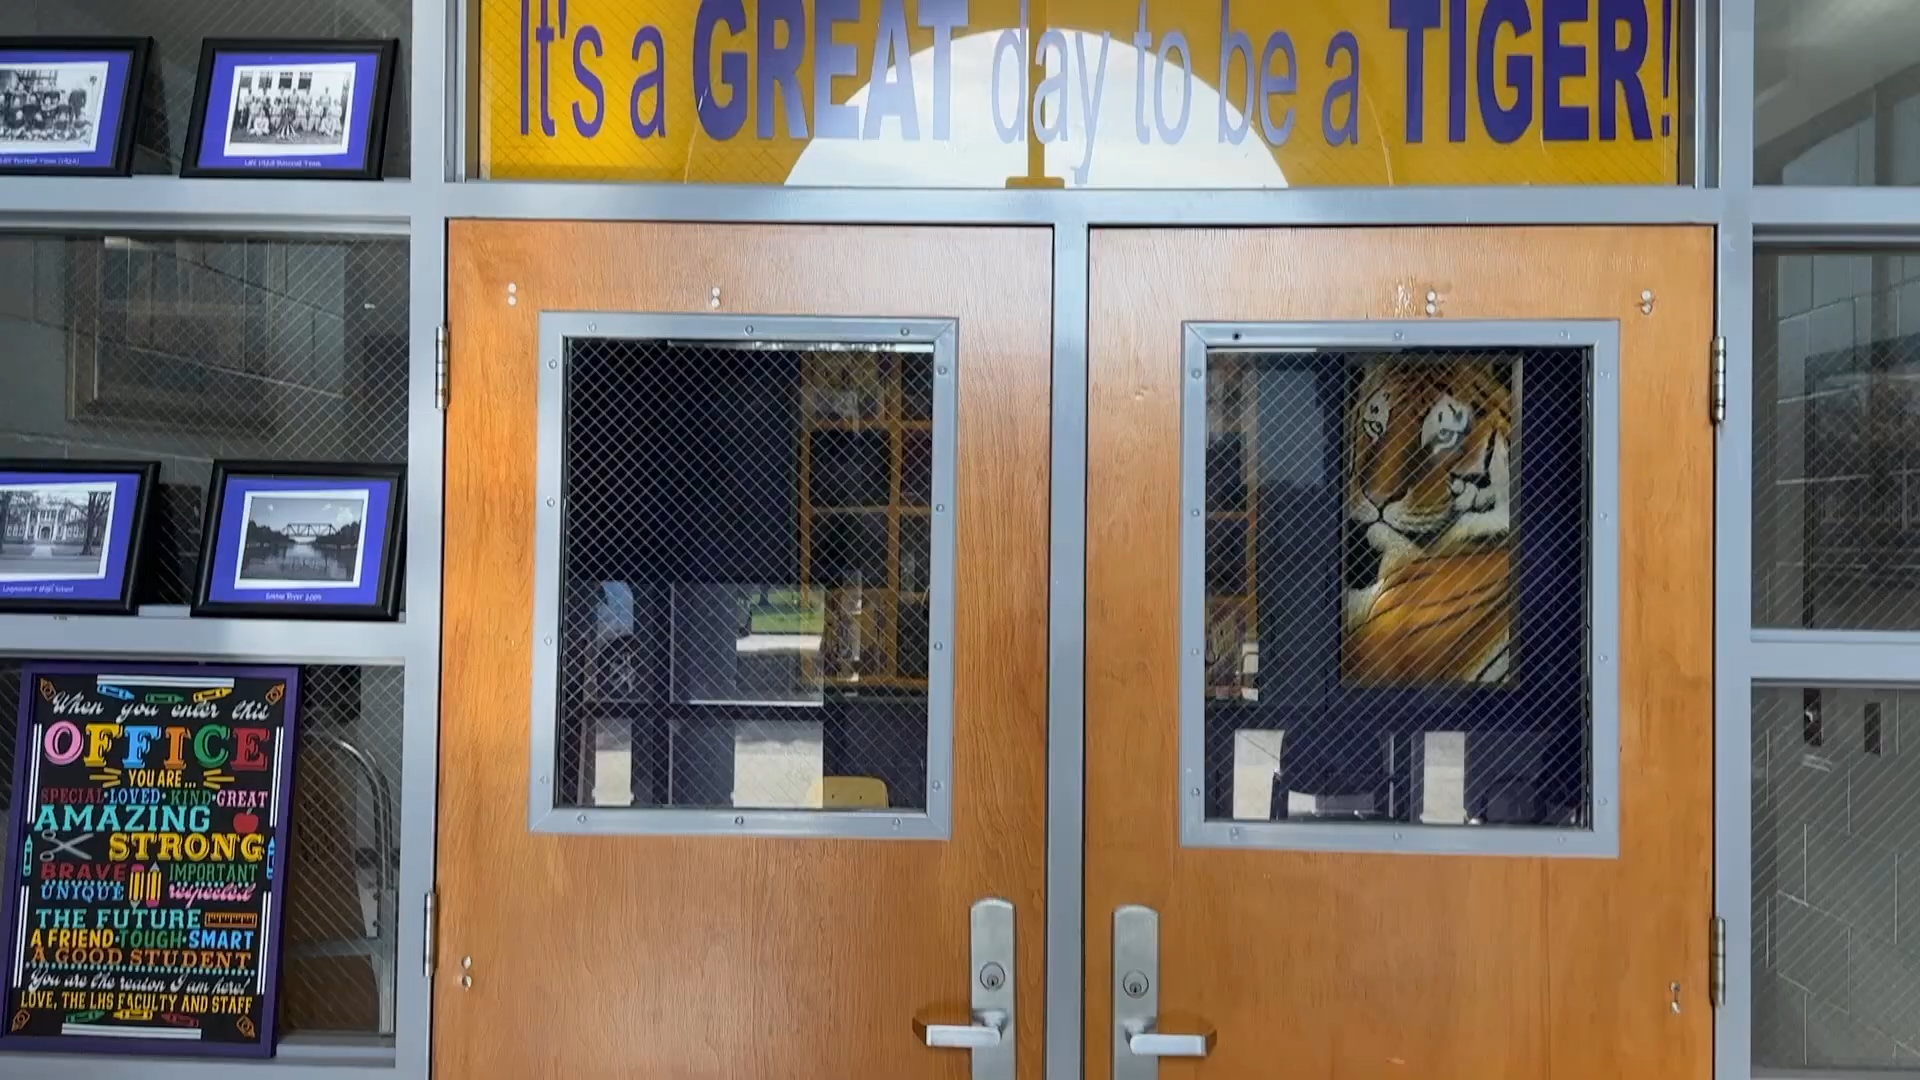 It's a GREAT day to be a TIGER!
When you enter this
OFFICE
YOU ARE...
SPECIAL·LOVED·KIND·GREAT
AMAZING
STRONG
BRAVE
IMPORTANT
UNIQUE
respected
THE FUTURE
A FRIEND·TOUGH·SMART
A GOOD STUDENT
You are the reason I am here!
LOVE, THE LHS FACULTY AND STAFF